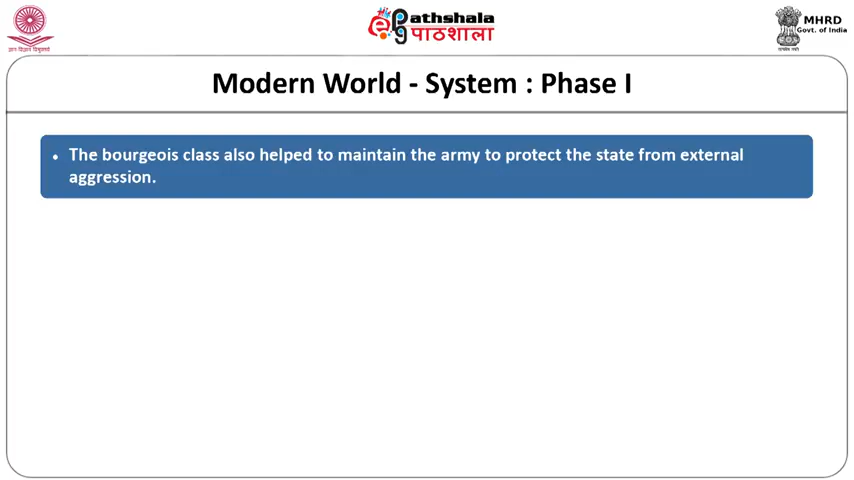 ePathshala
पाठशाला
MHRD
Govt. of India
Modern World - System : Phase I
• The bourgeois class also helped to maintain the army to protect the state from external
aggression.